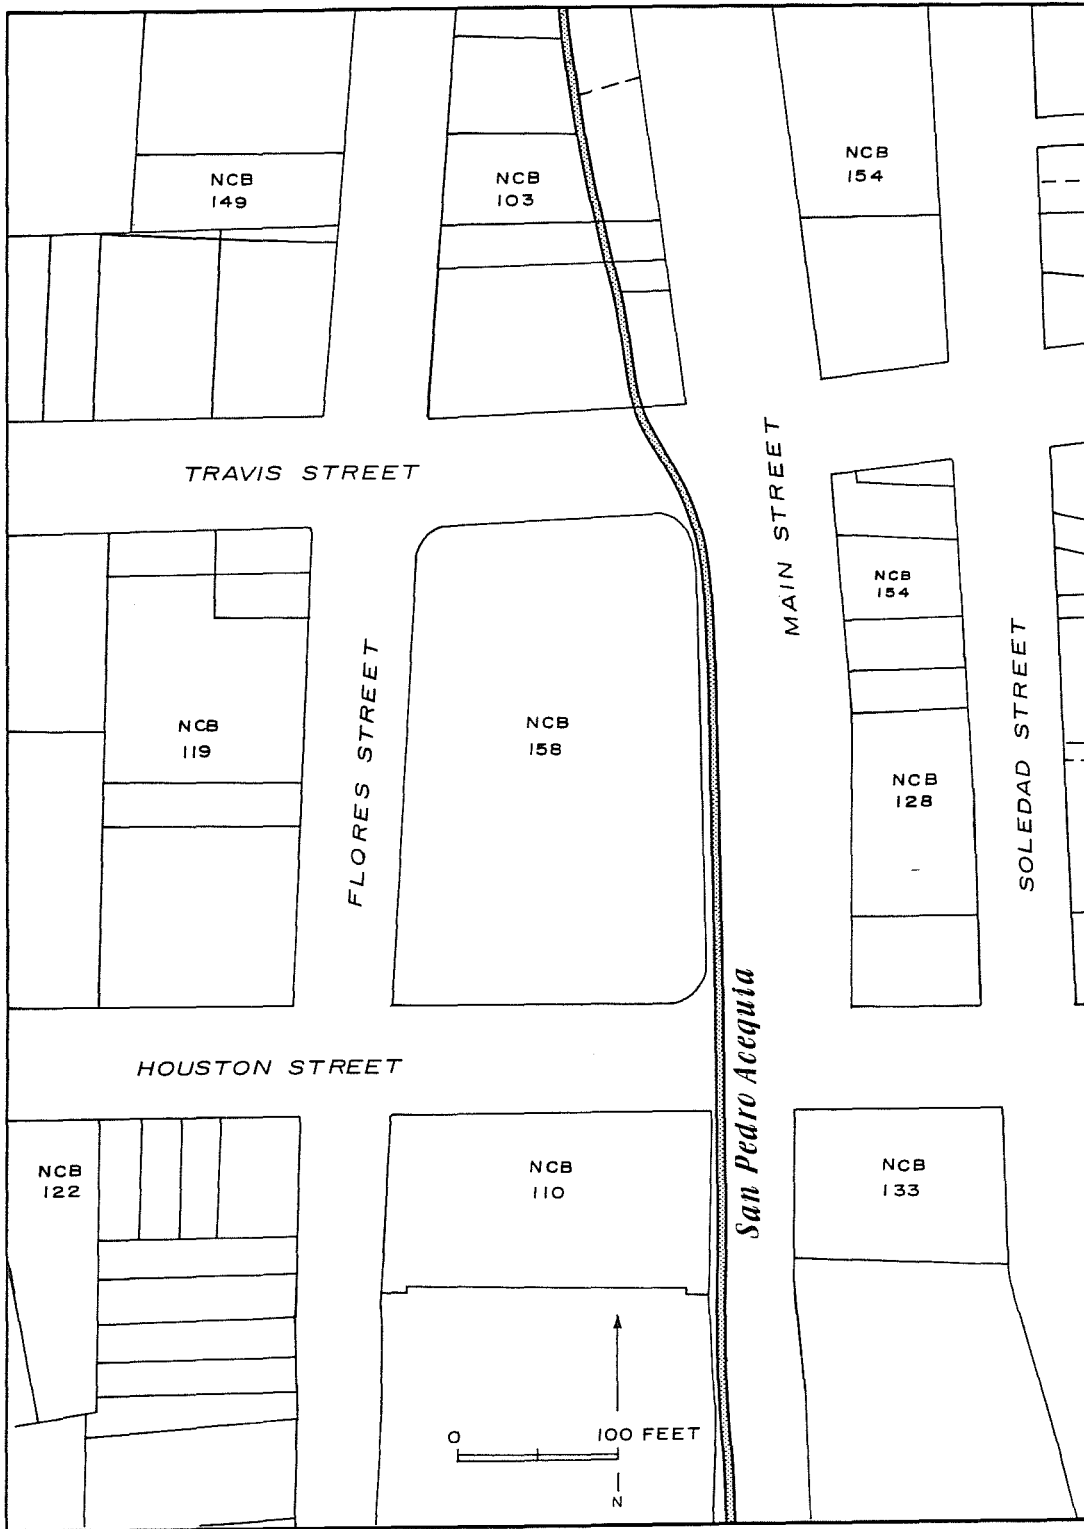 NCB
149
NCB
103
NCB
154
TRAVIS STREET
MAIN STREET
NCB
154
NCB
119
FLORES STREET
NCB
158
NCB
128
SOLEDAD STREET
San Pedro Acequia
HOUSTON STREET
NCB
122
NCB
110
NCB
133
0 100 FEET
N